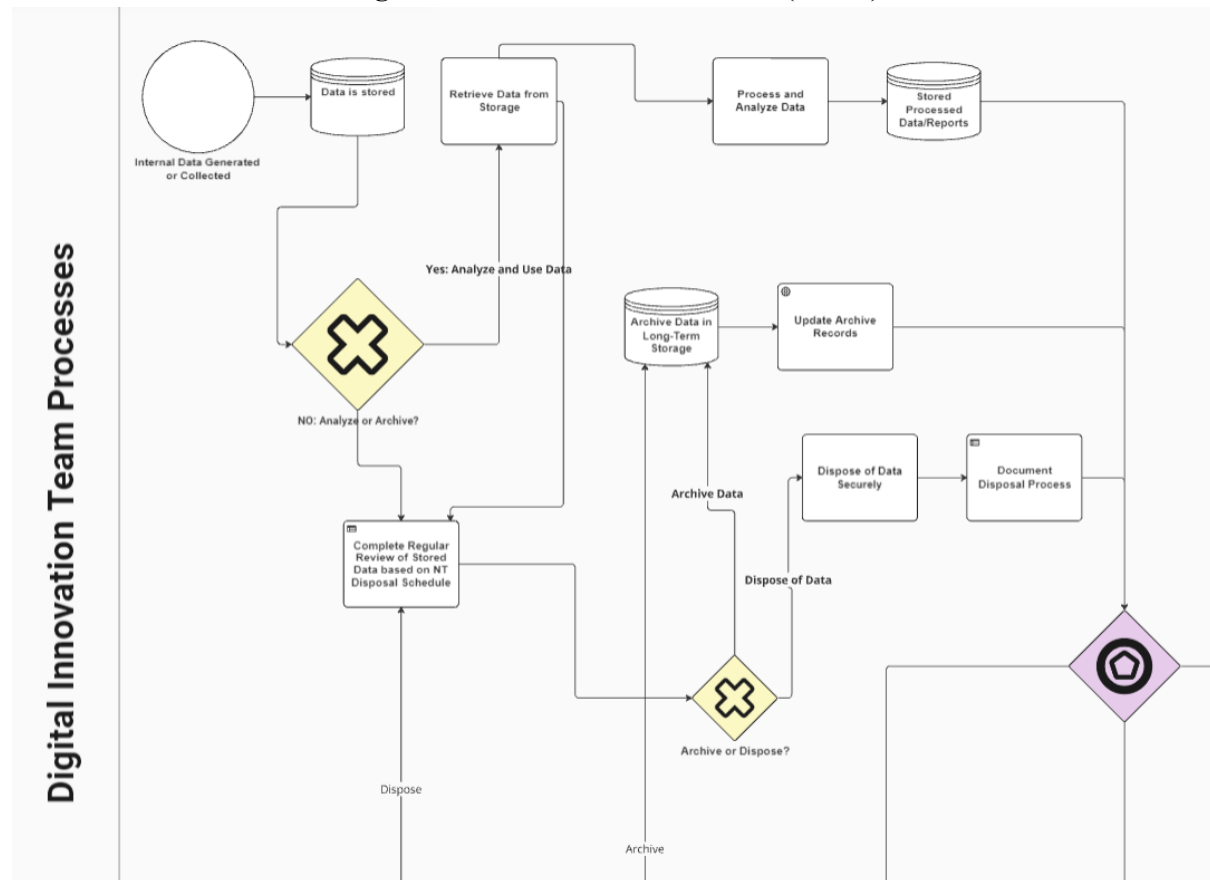 Digital Innovation Team Processes
Internal Data Generated
or Collected
Data is stored
Retrieve Data from
Storage
Process and
Analyze Data
Stored
Processed
Data/Reports
Yes: Analyze and Use Data
NO: Analyze or Archive?
Archive Data in
Long-Term
Storage
Update Archive
Records
Archive Data
Dispose of Data
Securely
Document
Disposal Process
Complete Regular
Review of Stored
Data based on NT
Disposal Schedule
Dispose of Data
Archive or Dispose?
Dispose
Archive